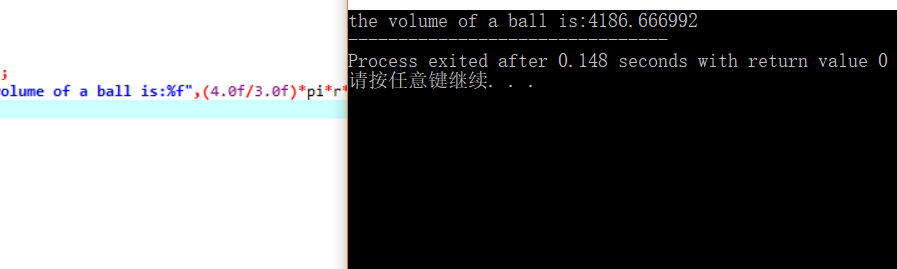 ;
olume of a ball is:%f",(4.0f/3.0f)*pi*r*
the volume of a ball is:4186.666992
--------------------------------
Process exited after 0.148 seconds with return value 0
请按任意键继续. . .